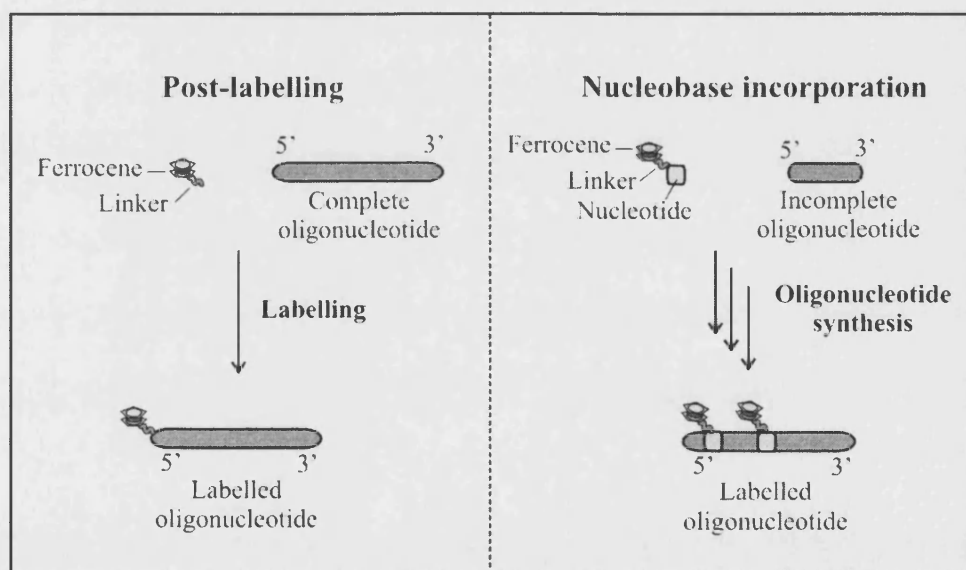 Post-labelling
5’ 3’
Ferrocene
Linker
Complete
oligonucleotide
Labelling
5’ 3’
Labelled
oligonucleotide
Nucleobase incorporation
5’ 3’
Ferrocene
Linker
Nucleotide
Incomplete
oligonucleotide
Oligonucleotide
synthesis
5’ 3’
Labelled
oligonucleotide